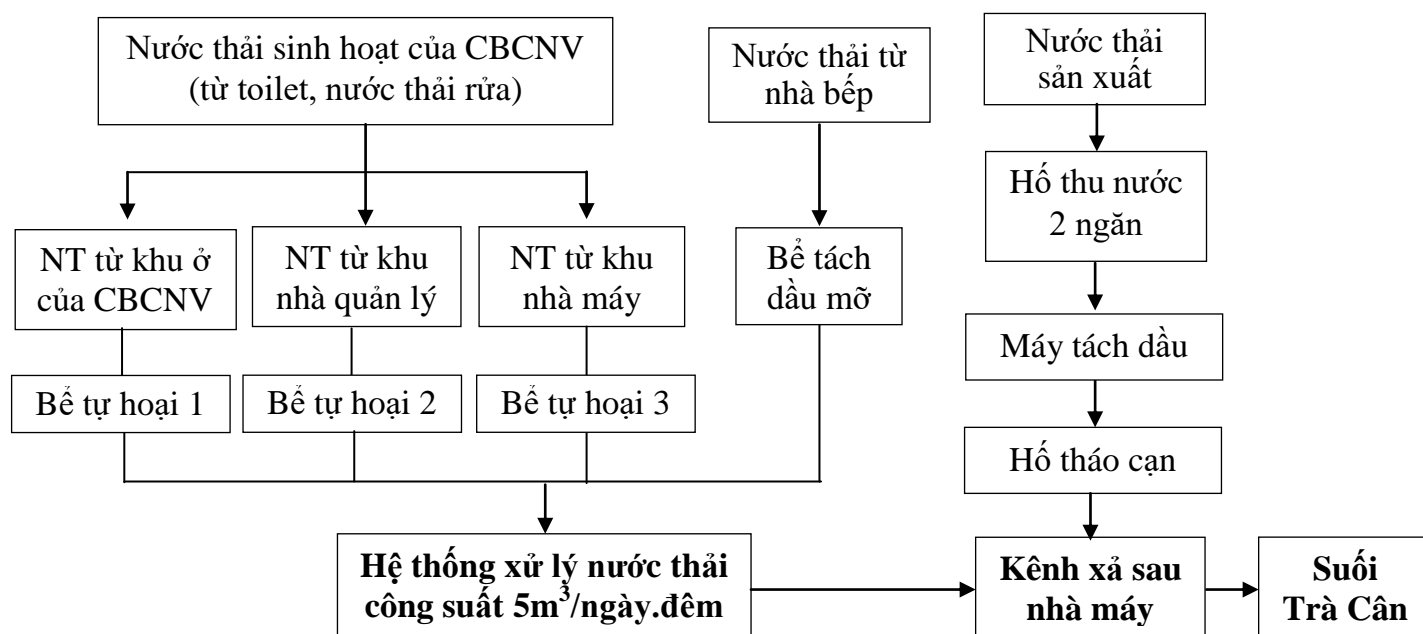 Nước thải sinh hoạt của CBCNV
(từ toilet, nước thải rửa)
Nước thải từ
nhà bếp
Nước thải
sản xuất
Hố thu nước
2 ngăn
NT từ khu ở
của CBCNV
NT từ khu
nhà quản lý
NT từ khu
nhà máy
Bể tách
dầu mỡ
Máy tách dầu
Bể tự hoại 1
Bể tự hoại 2
Bể tự hoại 3
Hố tháo cạn
Hệ thống xử lý nước thải
công suất 5m³/ngày.đêm
Kênh xả sau
nhà máy
Suối
Trà Cân